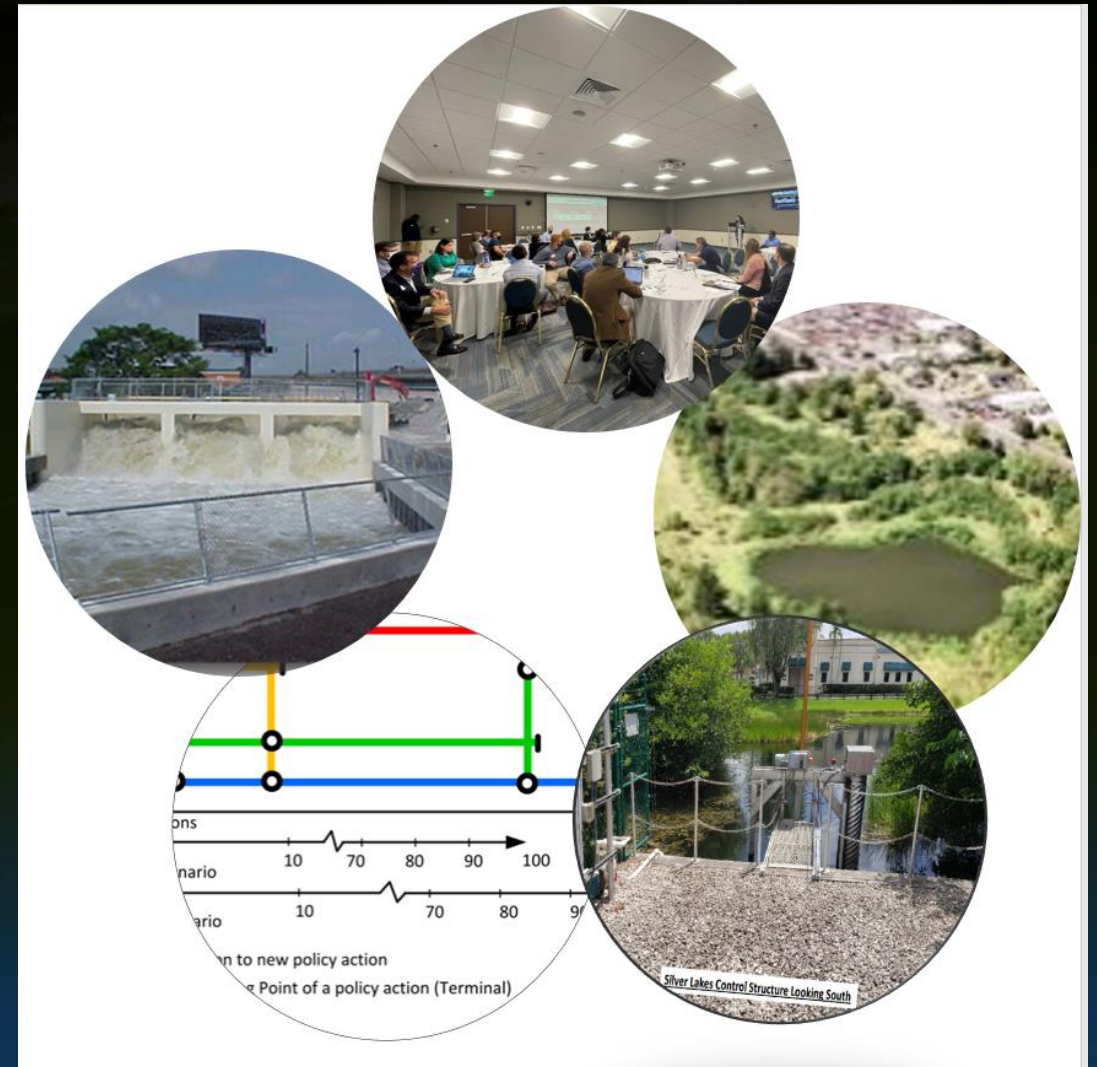 ons
10 70 80 90 100
nario
10 70 80
ario
on to new policy action
g Point of a policy action (Terminal)
Silver Lakes Control Structure Looking South